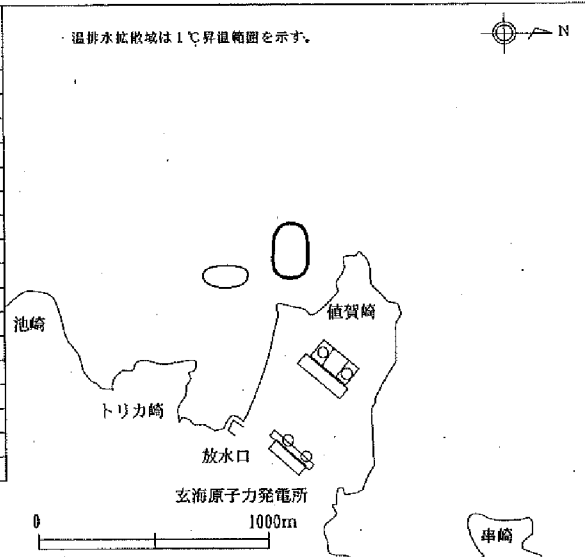 ・温排水拡散域は1℃昇温範囲を示す。
N
池崎
値賀崎
トリカ崎
放水口
玄海原子力発電所
0 1000m
串崎